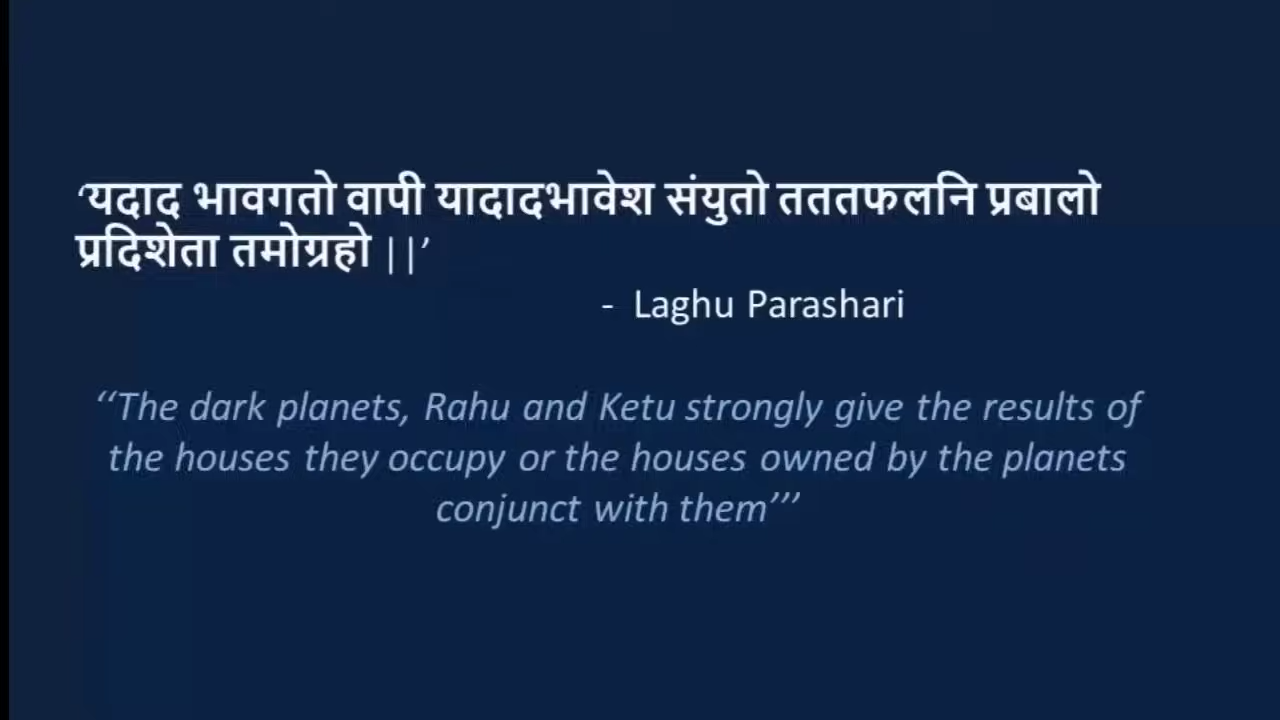 ‘यदाद भावगतो वापी यादादभावेश संयुतो तततफलनि प्रबालो
प्रदिशेता तमोग्रहो ||’
- Laghu Parashari
“The dark planets, Rahu and Ketu strongly give the results of
the houses they occupy or the houses owned by the planets
conjunct with them”’